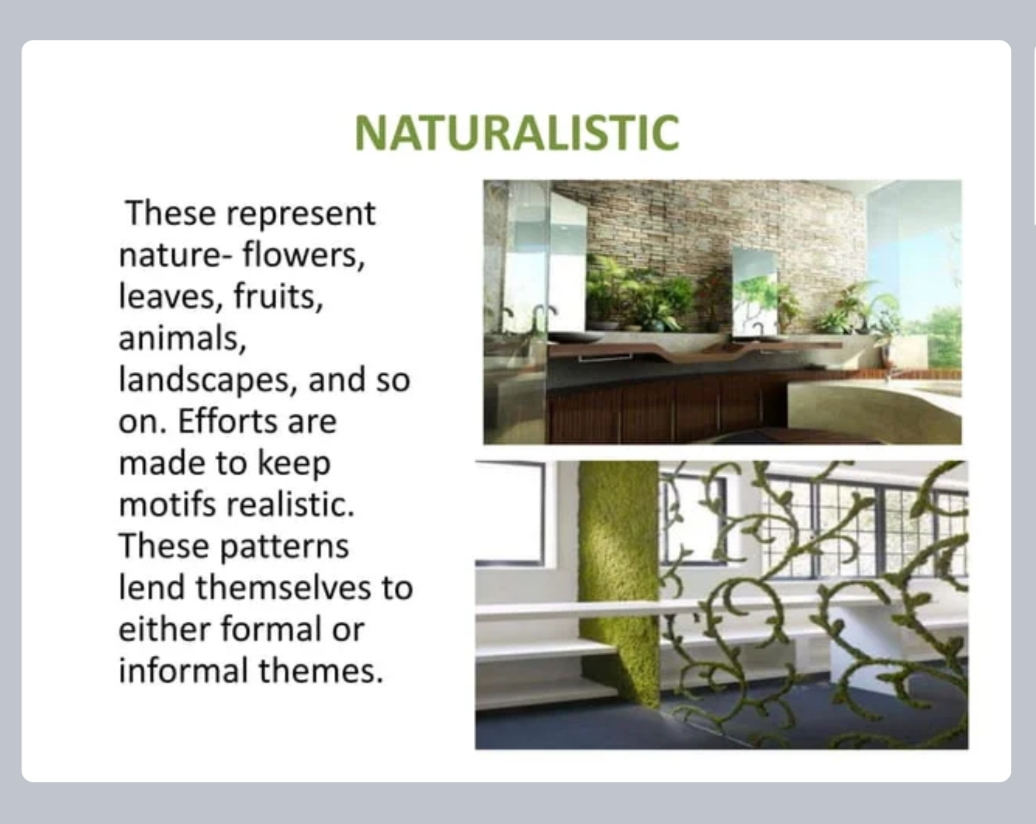 NATURALISTIC
These represent
nature- flowers,
leaves, fruits,
animals,
landscapes, and so
on. Efforts are
made to keep
motifs realistic.
These patterns
lend themselves to
either formal or
informal themes.